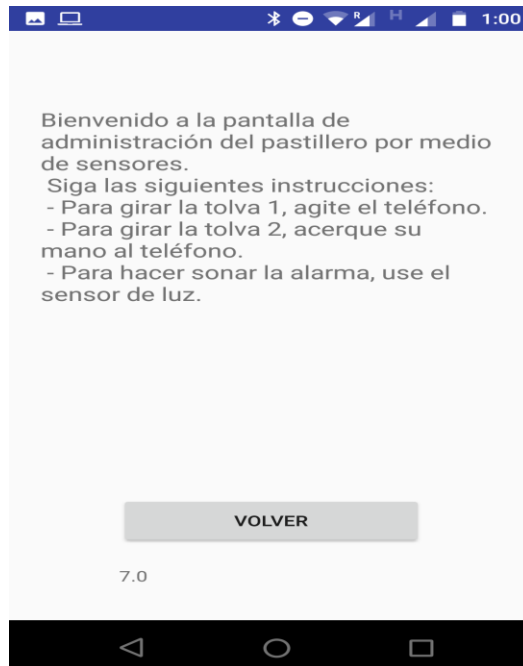 R H 1:00
Bienvenido a la pantalla de
administración del pastillero por medio
de sensores.
Siga las siguientes instrucciones:
- Para girar la tolva 1, agite el teléfono.
- Para girar la tolva 2, acerque su
mano al teléfono.
- Para hacer sonar la alarma, use el
sensor de luz.
VOLVER
7.0